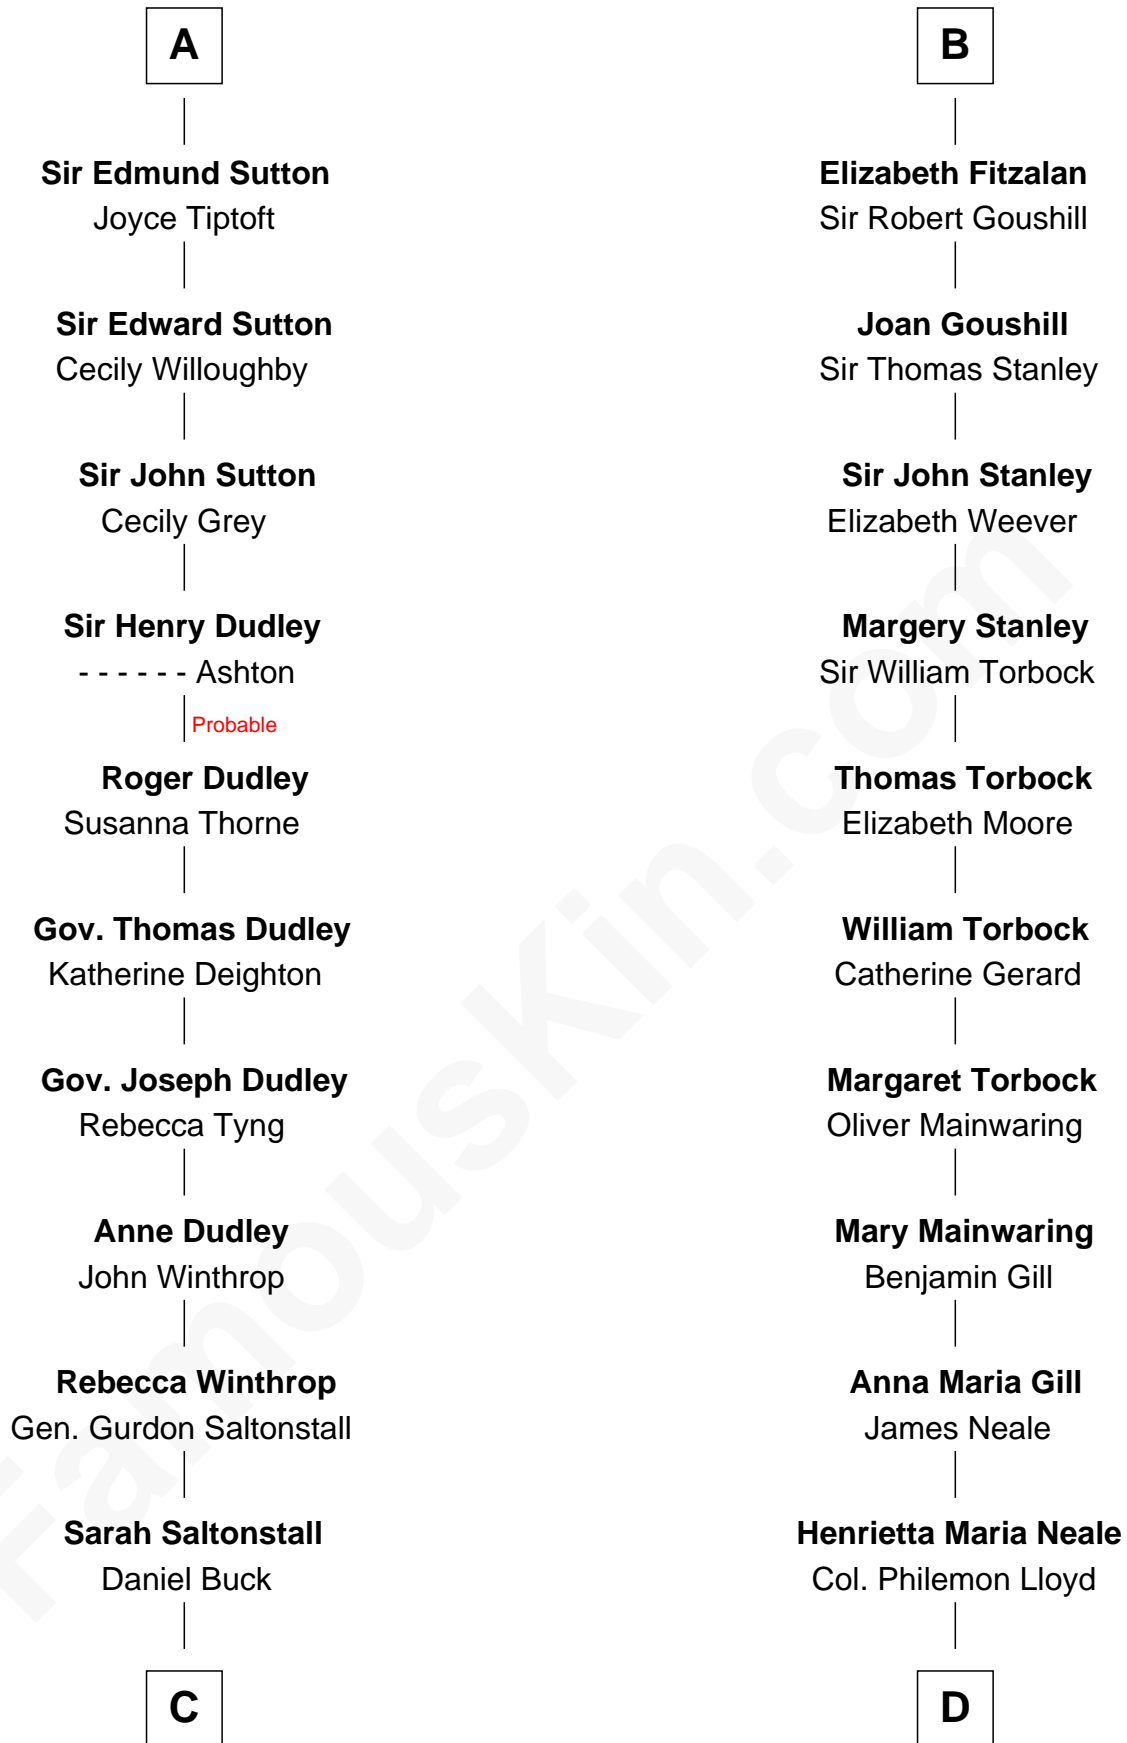 A
Sir Edmund Sutton
Joyce Tiptoft
Sir Edward Sutton
Cecily Willoughby
Sir John Sutton
Cecily Grey
Sir Henry Dudley
- - - - - - Ashton
Probable
Roger Dudley
Susanna Thorne
Gov. Thomas Dudley
Katherine Deighton
Gov. Joseph Dudley
Rebecca Tyng
Anne Dudley
John Winthrop
Rebecca Winthrop
Gen. Gurdon Saltonstall
Sarah Saltonstall
Daniel Buck
C
B
Elizabeth Fitzalan
Sir Robert Goushill
Joan Goushill
Sir Thomas Stanley
Sir John Stanley
Elizabeth Weever
Margery Stanley
Sir William Torbock
Thomas Torbock
Elizabeth Moore
William Torbock
Catherine Gerard
Margaret Torbock
Oliver Mainwaring
Mary Mainwaring
Benjamin Gill
Anna Maria Gill
James Neale
Henrietta Maria Neale
Col. Philemon Lloyd
D
FamousKin.com